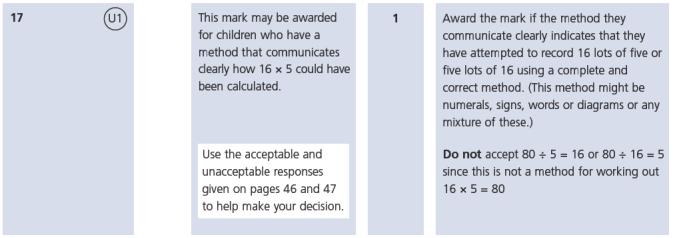 17
U1
This mark may be awarded
for children who have a
method that communicates
clearly how 16 × 5 could have
been calculated.
Use the acceptable and
unacceptable responses
given on pages 46 and 47
to help make your decision.
1
Award the mark if the method they
communicate clearly indicates that they
have attempted to record 16 lots of five or
five lots of 16 using a complete and
correct method. (This method might be
numerals, signs, words or diagrams or any
mixture of these.)
Do not accept 80 ÷ 5 = 16 or 80 ÷ 16 = 5
since this is not a method for working out
16 × 5 = 80